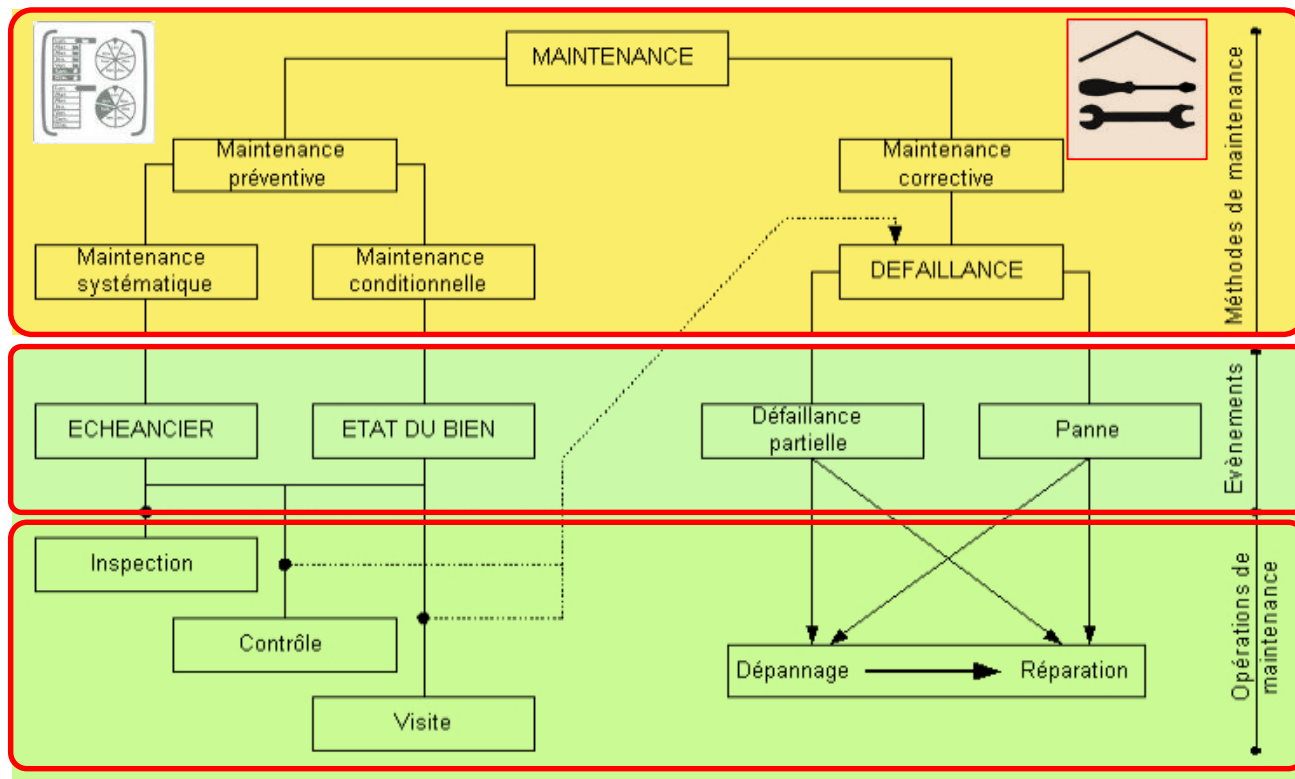 MAINTENANCE
Maintenance
préventive
Maintenance
corrective
Maintenance
systématique
Maintenance
conditionnelle
DEFAILLANCE
Méthodes de maintenance
ECHEANCIER
ETAT DU BIEN
Défaillance
partielle
Panne
Evènements
Inspection
Contrôle
Visite
Dépannage
Réparation
Opérations de
maintenance